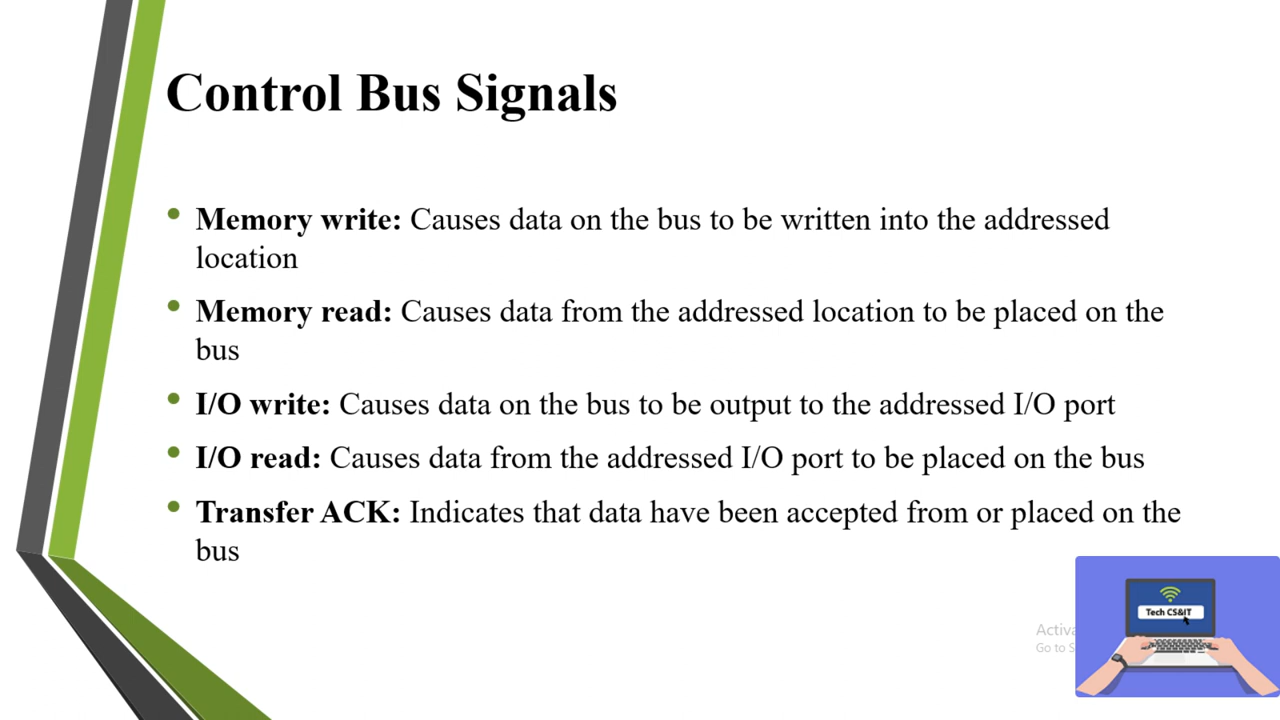 Control Bus Signals
• Memory write: Causes data on the bus to be written into the addressed
location
• Memory read: Causes data from the addressed location to be placed on the
bus
• I/O write: Causes data on the bus to be output to the addressed I/O port
• I/O read: Causes data from the addressed I/O port to be placed on the bus
• Transfer ACK: Indicates that data have been accepted from or placed on the
bus
Tech CS&IT
Go to